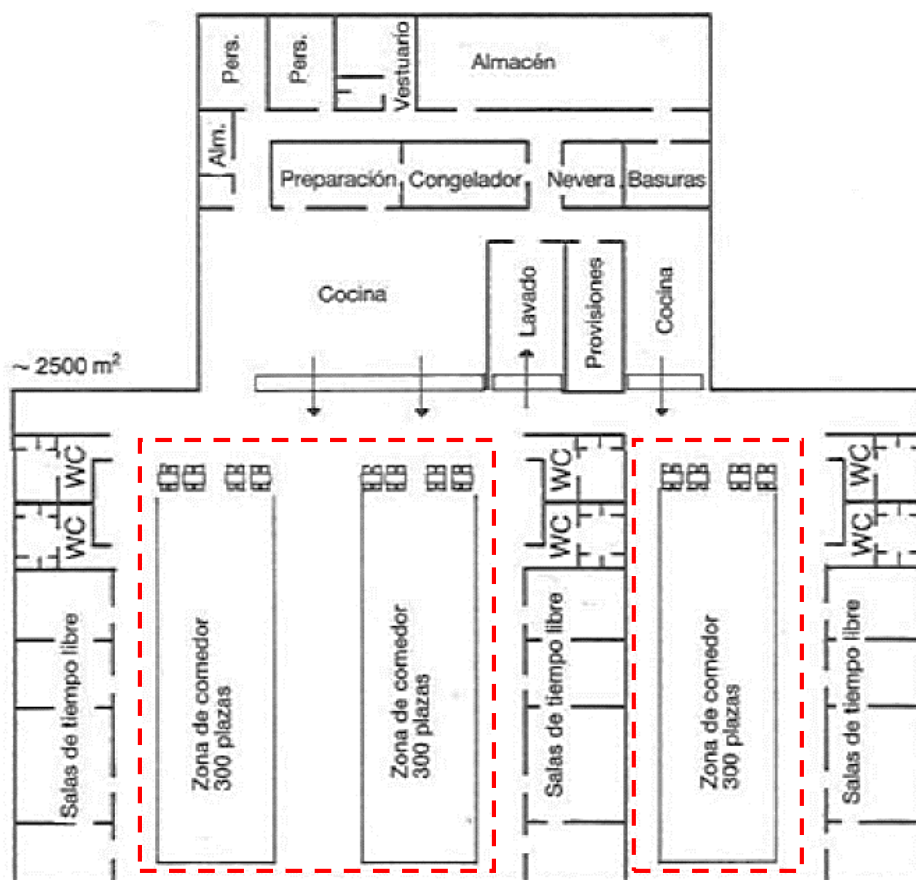 Pers.
Pers.
Vestuario
Almacén
Alm.
Preparación
Congelador
Nevera
Basuras
Cocina
Lavado
Provisiones
Cocina
~ 2500 m²
WC
WC
WC
WC
WC
WC
Salas de tiempo libre
Zona de comedor
300 plazas
Zona de comedor
300 plazas
Salas de tiempo libre
Zona de comedor
300 plazas
Salas de tiempo libre